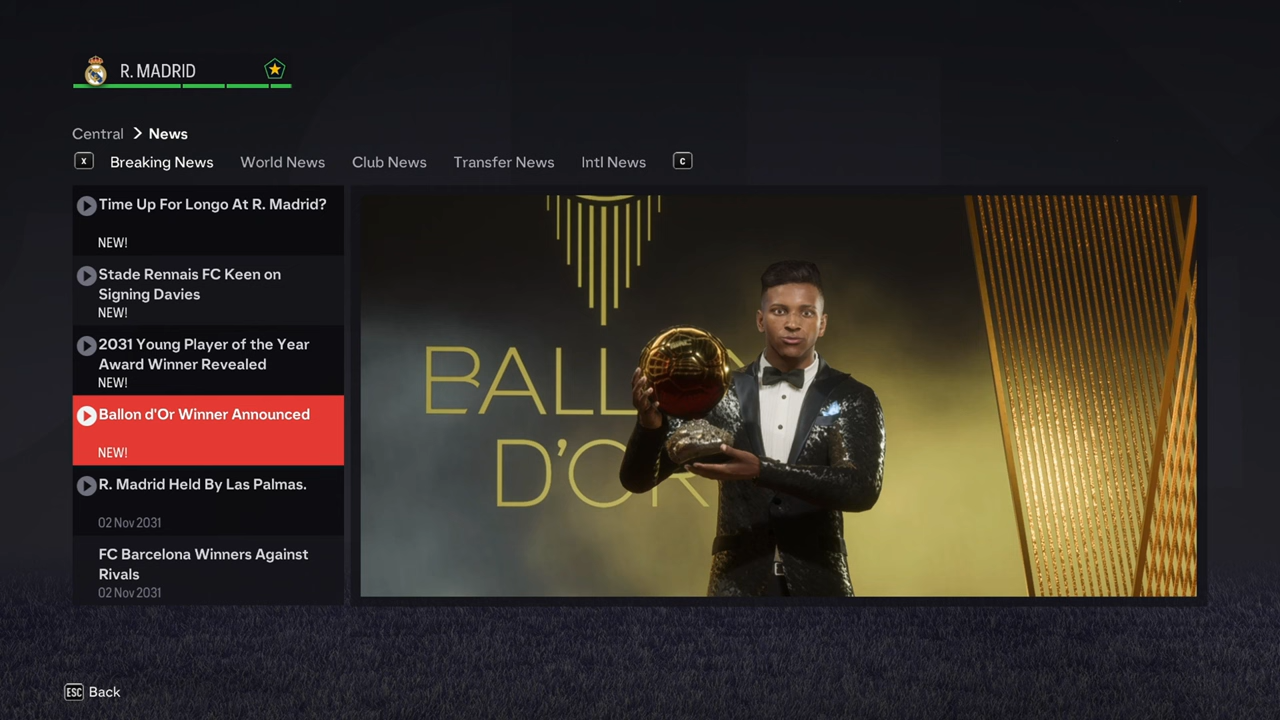 R. MADRID
Central > News
X Breaking News World News Club News Transfer News Intl News C
Time Up For Longo At R. Madrid?
NEW!
Stade Rennais FC Keen on
Signing Davies
NEW!
2031 Young Player of the Year
Award Winner Revealed
NEW!
Ballon d'Or Winner Announced
NEW!
R. Madrid Held By Las Palmas.
02 Nov 2031
FC Barcelona Winners Against
Rivals
02 Nov 2031
BALL
D'OR
ESC Back